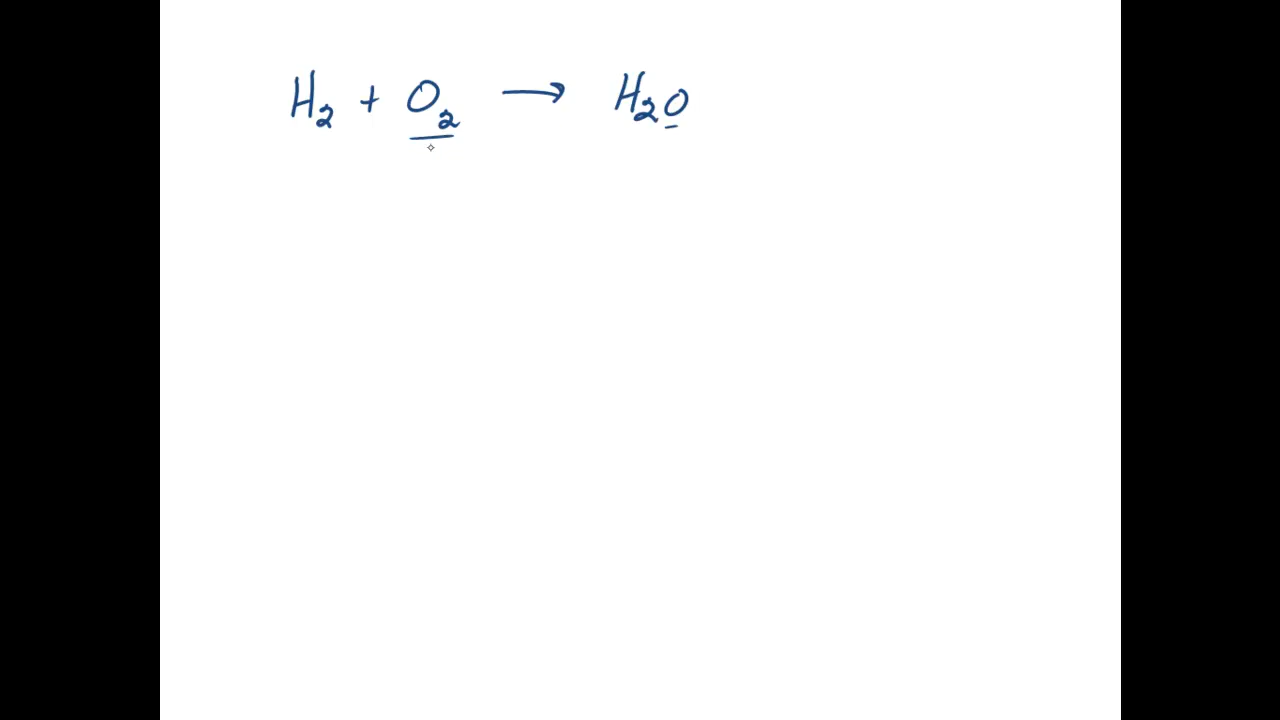 H₂ + O₂ → H₂O